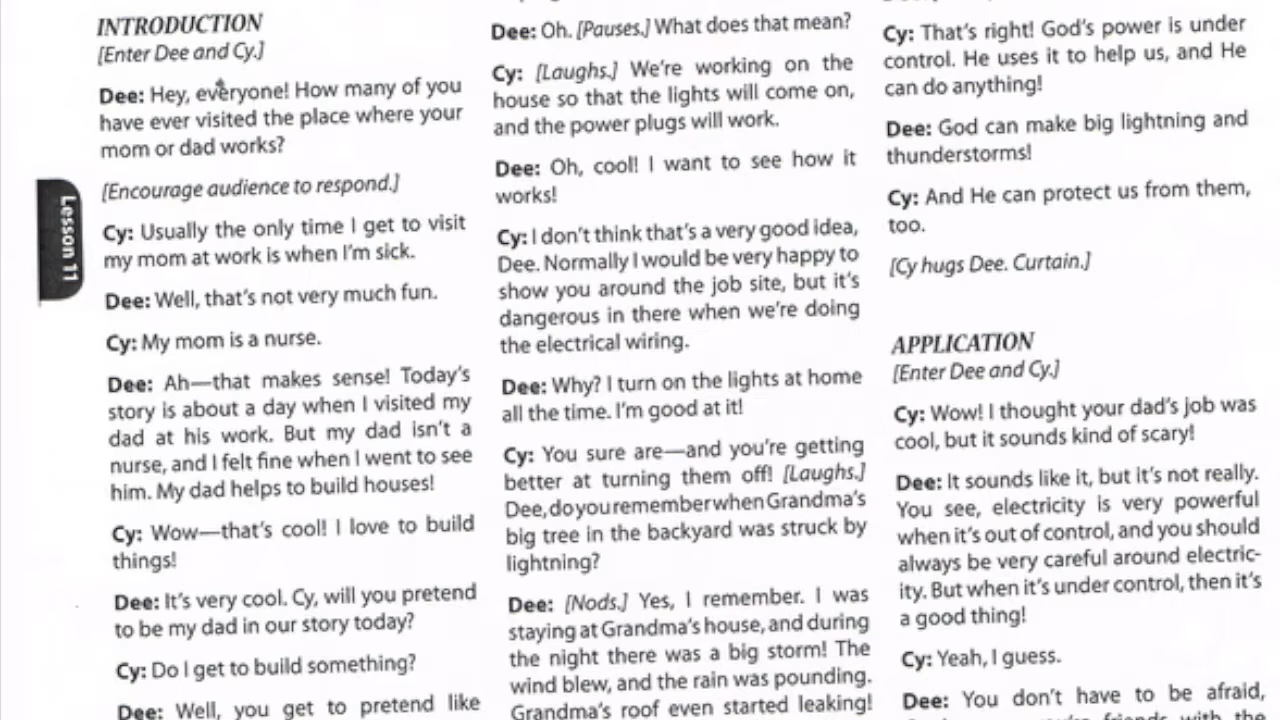 INTRODUCTION
[Enter Dee and Cy.]
Dee: Hey, everyone! How many of you
have ever visited the place where your
mom or dad works?
[Encourage audience to respond.]
Cy: Usually the only time I get to visit
my mom at work is when I'm sick.
Dee: Well, that's not very much fun.
Cy: My mom is a nurse.
Dee: Ah—that makes sense! Today's
story is about a day when I visited my
dad at his work. But my dad isn't a
nurse, and I felt fine when I went to see
him. My dad helps to build houses!
Cy: Wow—that's cool! I love to build
things!
Dee: It's very cool. Cy, will you pretend
to be my dad in our story today?
Cy: Do I get to build something?
Dee: Well, you get to pretend like
Lesson 11
Dee: Oh. [Pauses.] What does that mean?
Cy: [Laughs.] We're working on the
house so that the lights will come on,
and the power plugs will work.
Dee: Oh, cool! I want to see how it
works!
Cy: I don't think that's a very good idea,
Dee. Normally I would be very happy to
show you around the job site, but it's
dangerous in there when we're doing
the electrical wiring.
Dee: Why? I turn on the lights at home
all the time. I'm good at it!
Cy: You sure are—and you're getting
better at turning them off! [Laughs.]
Dee, do you remember when Grandma's
big tree in the backyard was struck by
lightning?
Dee: [Nods.] Yes, I remember. I was
staying at Grandma's house, and during
the night there was a big storm! The
wind blew, and the rain was pounding.
Grandma's roof even started leaking!
Cy: That's right! God's power is under
control. He uses it to help us, and He
can do anything!
Dee: God can make big lightning and
thunderstorms!
Cy: And He can protect us from them,
too.
[Cy hugs Dee. Curtain.]
APPLICATION
[Enter Dee and Cy.]
Cy: Wow! I thought your dad's job was
cool, but it sounds kind of scary!
Dee: It sounds like it, but it's not really.
You see, electricity is very powerful
when it's out of control, and you should
always be very careful around electric-
ity. But when it's under control, then it's
a good thing!
Cy: Yeah, I guess.
Dee: You don't have to be afraid,
friends with the